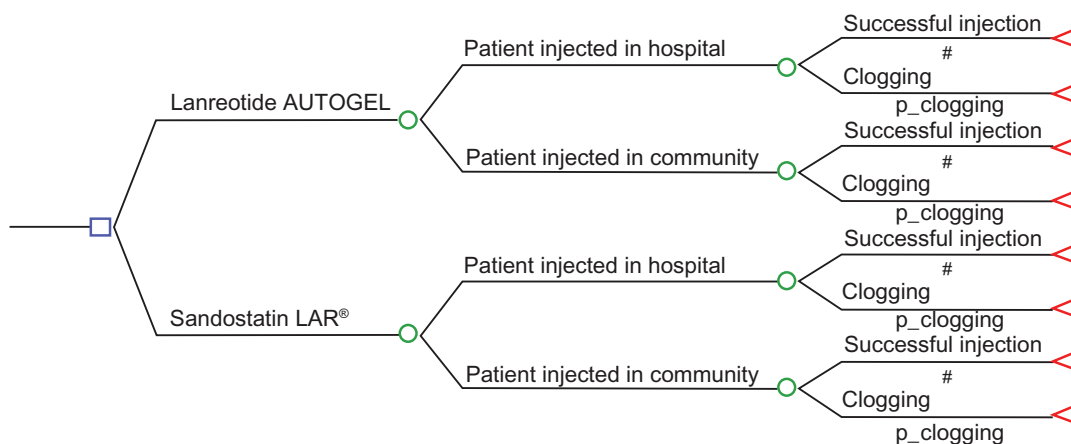 Successful injection
#
Patient injected in hospital
Clogging
p_clogging
Lanreotide AUTOGEL
Successful injection
#
Patient injected in community
Clogging
p_clogging
Successful injection
#
Patient injected in hospital
Clogging
p_clogging
Sandostatin LAR®
Successful injection
#
Patient injected in community
Clogging
p_clogging